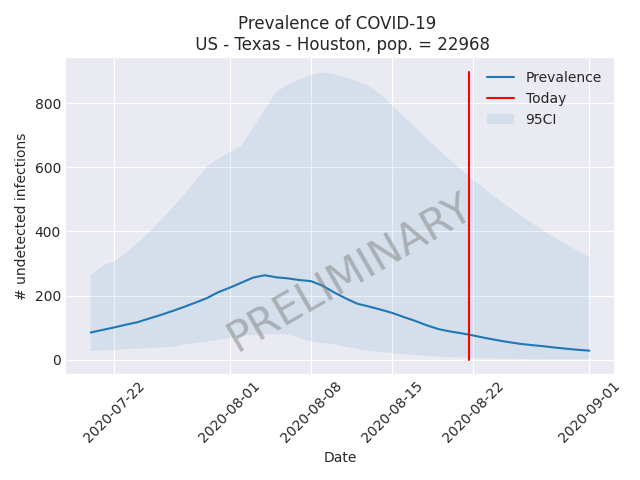 Prevalence of COVID-19
US - Texas - Houston, pop. = 22968
# undetected infections
800
600
400
200
0
Prevalence
Today
95CI
PRELIMINARY
2020-07-22
2020-08-01
2020-08-08
2020-08-15
2020-08-22
2020-09-01
Date